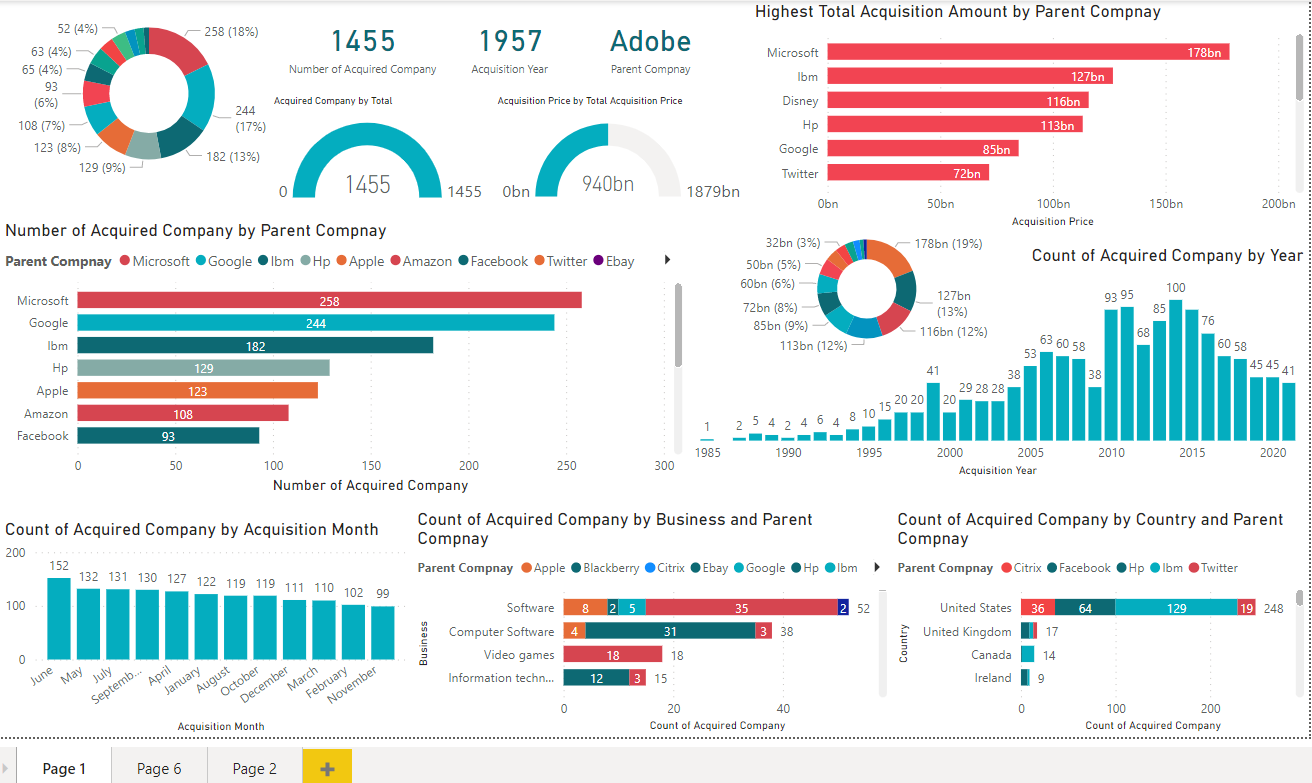 52 (4%)
63 (4%)
65 (4%)
93
(6%)
108 (7%)
123 (8%)
129 (9%)
258 (18%)
244
(17%)
182 (13%)
1455
Number of Acquired Company
1957
Acquisition Year
Adobe
Parent Compnay
Acquired Company by Total
0
1455
1455
Acquisition Price by Total Acquisition Price
0bn
940bn
1879bn
Highest Total Acquisition Amount by Parent Compnay
Microsoft 178bn
Ibm 127bn
Disney 116bn
Hp 113bn
Google 85bn
Twitter 72bn
0bn 50bn 100bn 150bn 200bn
Acquisition Price
Number of Acquired Company by Parent Compnay
Parent Compnay Microsoft Google Ibm Hp Apple Amazon Facebook Twitter Ebay
Microsoft 258
Google 244
Ibm 182
Hp 129
Apple 123
Amazon 108
Facebook 93
0 50 100 150 200 250 300
Number of Acquired Company
32bn (3%)
50bn (5%)
60bn (6%)
72bn (8%)
85bn (9%)
113bn (12%)
178bn (19%)
127bn
(13%)
116bn (12%)
Count of Acquired Company by Year
1 2 5 4 2 4 6 4 8 10 15 20 20 41 20 29 28 28 38 53 63 60 58 38 93 95 68 85 100 76 60 58 45 45 41
1985 1990 1995 2000 2005 2010 2015 2020
Acquisition Year
Count of Acquired Company by Acquisition Month
200
100
0
152 132 131 130 127 122 119 119 111 110 102 99
June May July Septemb... April January August October December March February November
Acquisition Month
Count of Acquired Company by Business and Parent
Compnay
Parent Compnay Apple Blackberry Citrix Ebay Google Hp Ibm
Business
Software 8 2 5 35 2 52
Computer Software 4 31 3 38
Video games 18 18
Information techn... 12 3 15
0 20 40
Count of Acquired Company
Count of Acquired Company by Country and Parent
Compnay
Parent Compnay Citrix Facebook Hp Ibm Twitter
Country
United States 36 64 129 19 248
United Kingdom 17
Canada 14
Ireland 9
0 100 200
Count of Acquired Company
Page 1 Page 6 Page 2